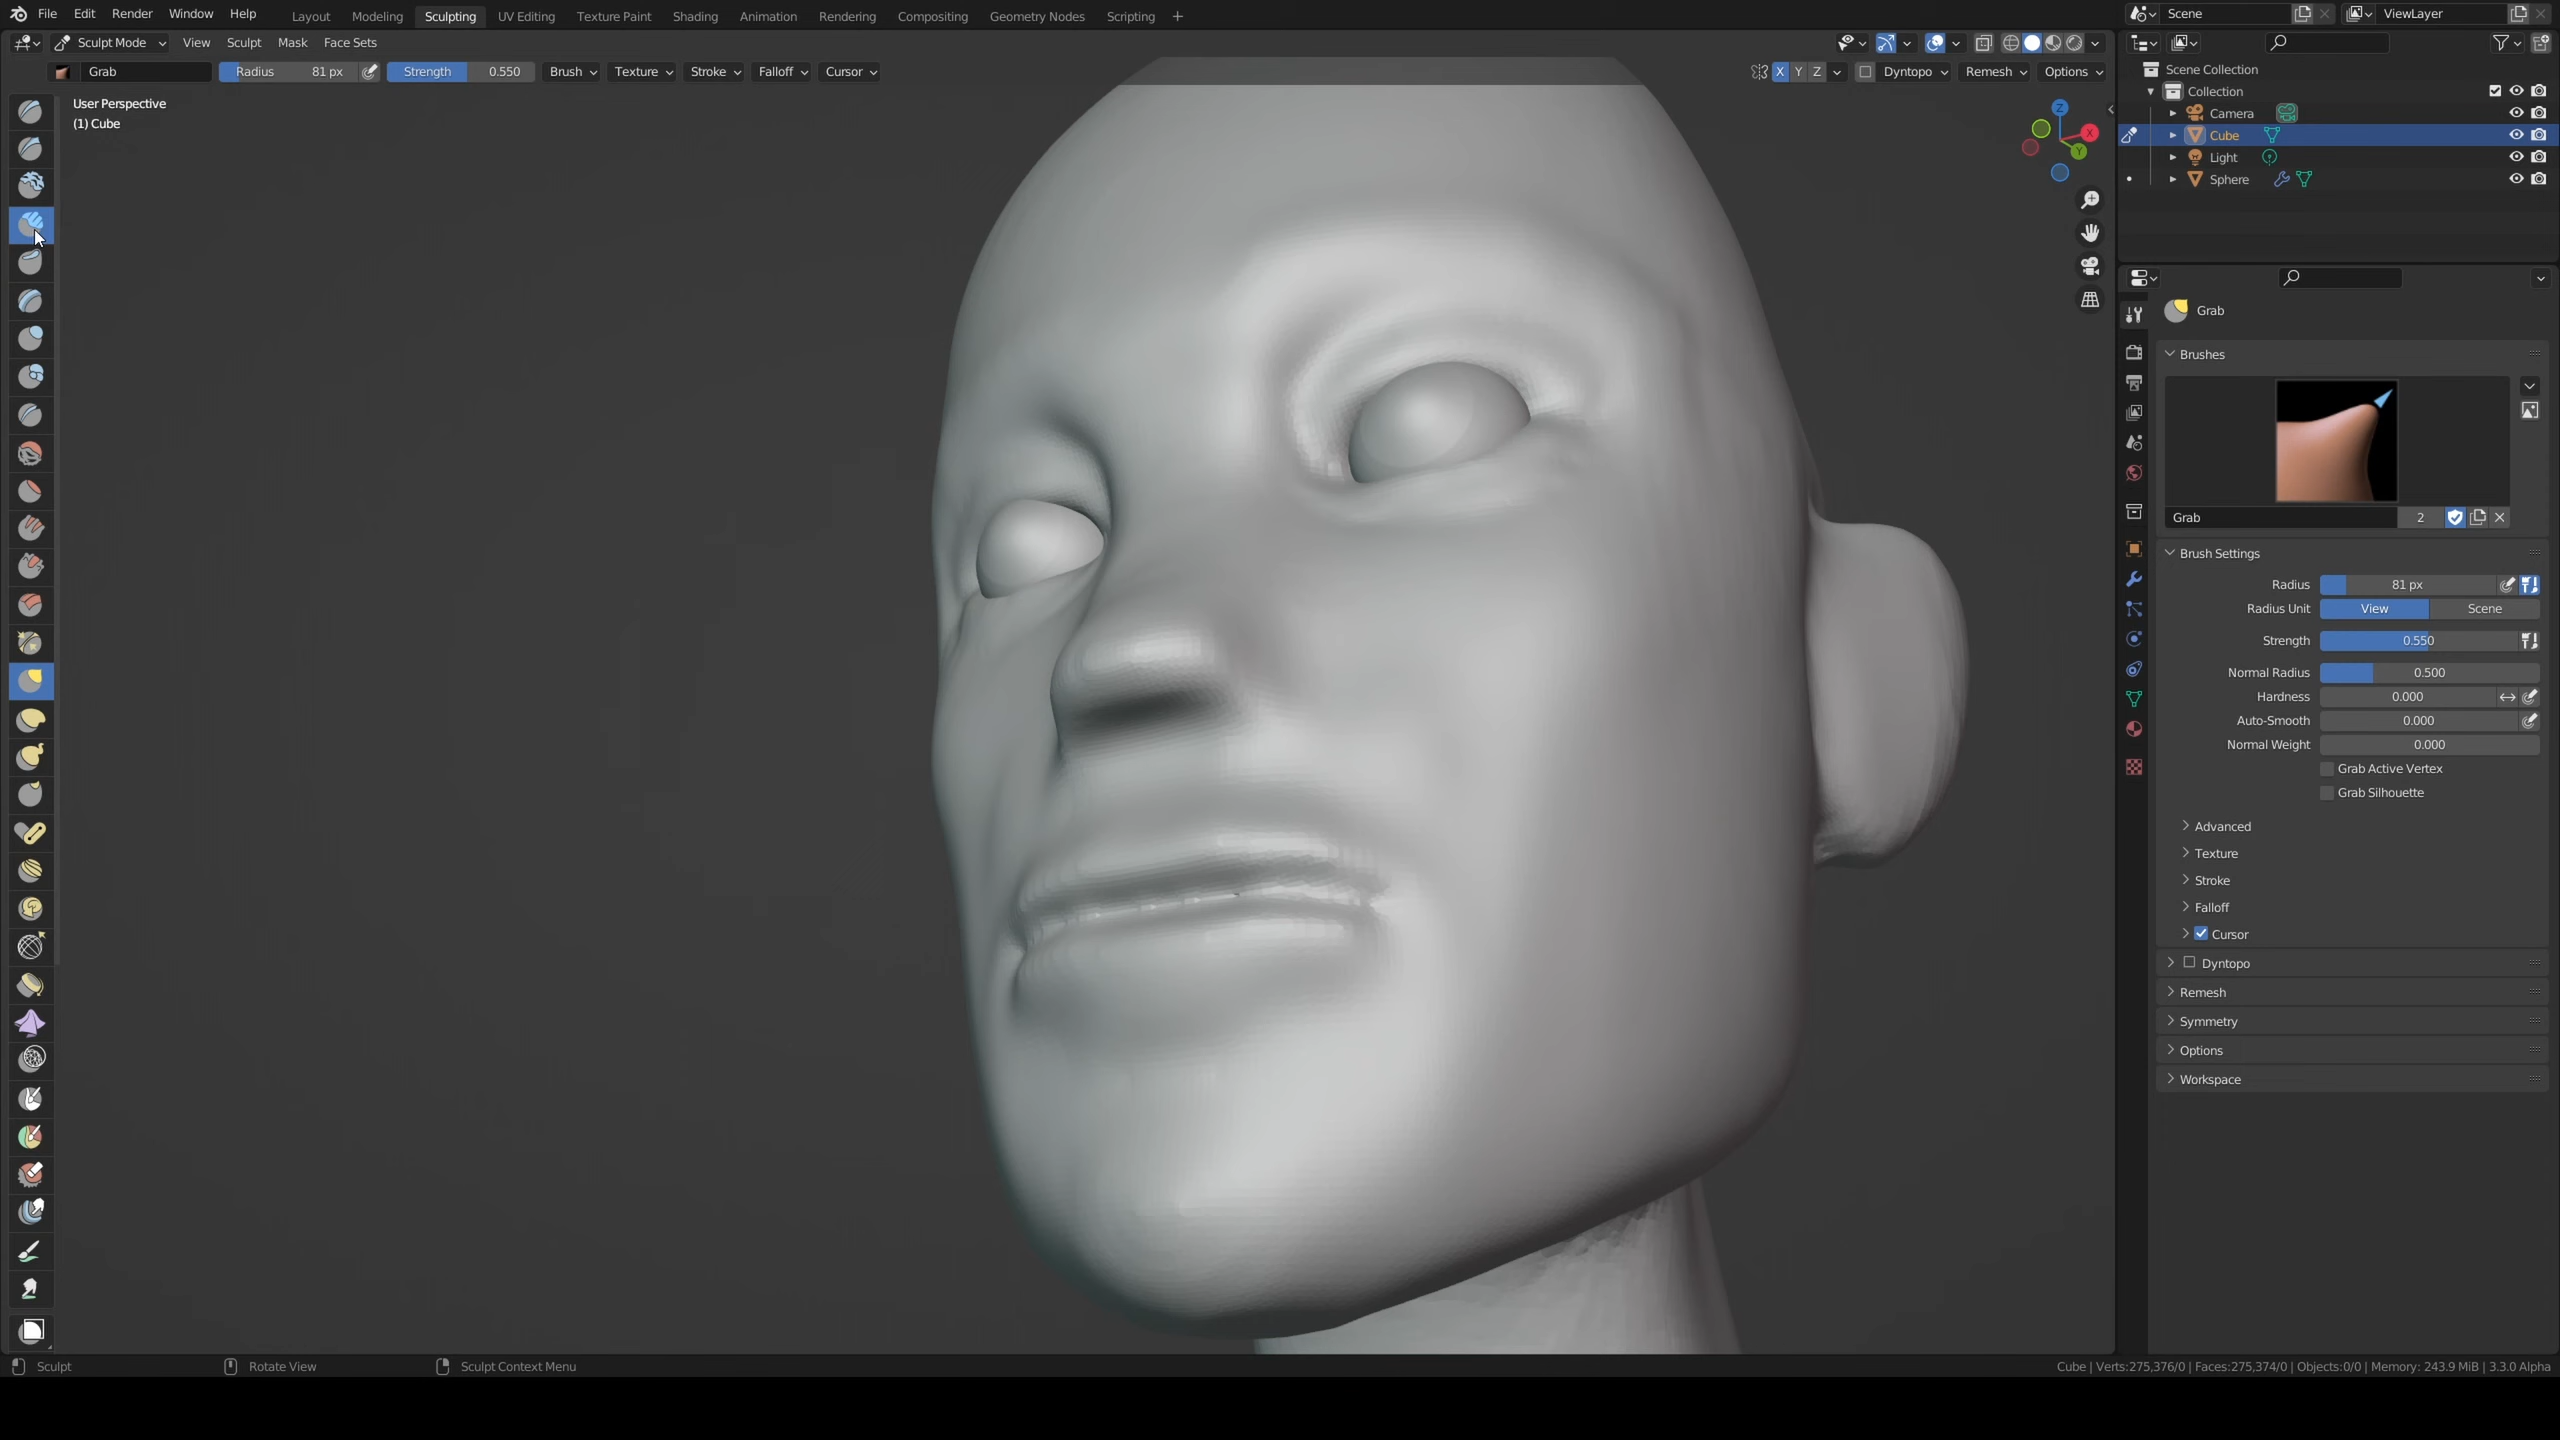 File Edit Render Window Help Layout Modeling Sculpting UV Editing Texture Paint Shading Animation Rendering Compositing Geometry Nodes Scripting + Scene ViewLayer
Sculpt Mode View Sculpt Mask Face Sets
Grab Radius 81 px Strength 0.550 Brush Texture Stroke Falloff Cursor X Y Z Dyntopo Remesh Options
User Perspective
(1) Cube
Z
X
Y
Scene Collection
Collection
Camera
Cube
Light
Sphere
Grab
Brushes
Grab 2
Brush Settings
Radius 81 px
Radius Unit View Scene
Strength 0.550
Normal Radius 0.500
Hardness 0.000
Auto-Smooth 0.000
Normal Weight 0.000
Grab Active Vertex
Grab Silhouette
Advanced
Texture
Stroke
Falloff
Cursor
Dyntopo
Remesh
Symmetry
Options
Workspace
Sculpt Rotate View Sculpt Context Menu Cube | Verts:275,376/0 | Faces:275,374/0 | Objects:0/0 | Memory: 243.9 MiB | 3.3.0 Alpha